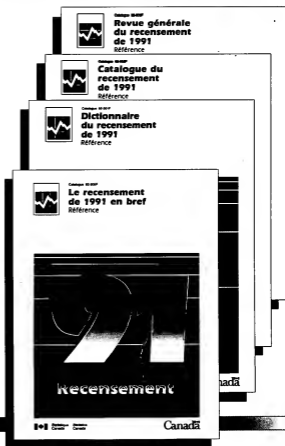 Revue générale
du recensement
de 1991
Référence
Catalogue du
recensement
de 1991
Référence
Dictionnaire
du recensement
de 1991
Référence
Le recensement
de 1991 en bref
Référence
91
Recensement
Canada
Canada